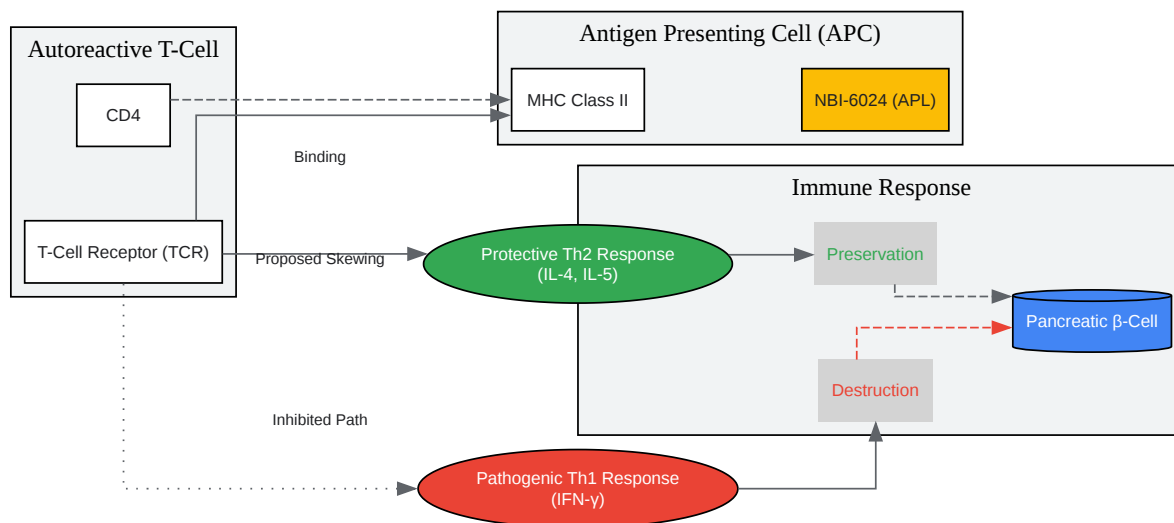 Autoreactive T-Cell
CD4
T-Cell Receptor (TCR)
Antigen Presenting Cell (APC)
MHC Class II
NBI-6024 (APL)
Binding
Proposed Skewing
Inhibited Path
Immune Response
Protective Th2 Response
(IL-4, IL-5)
Preservation
Pancreatic β-Cell
Destruction
Pathogenic Th1 Response
(IFN-γ)